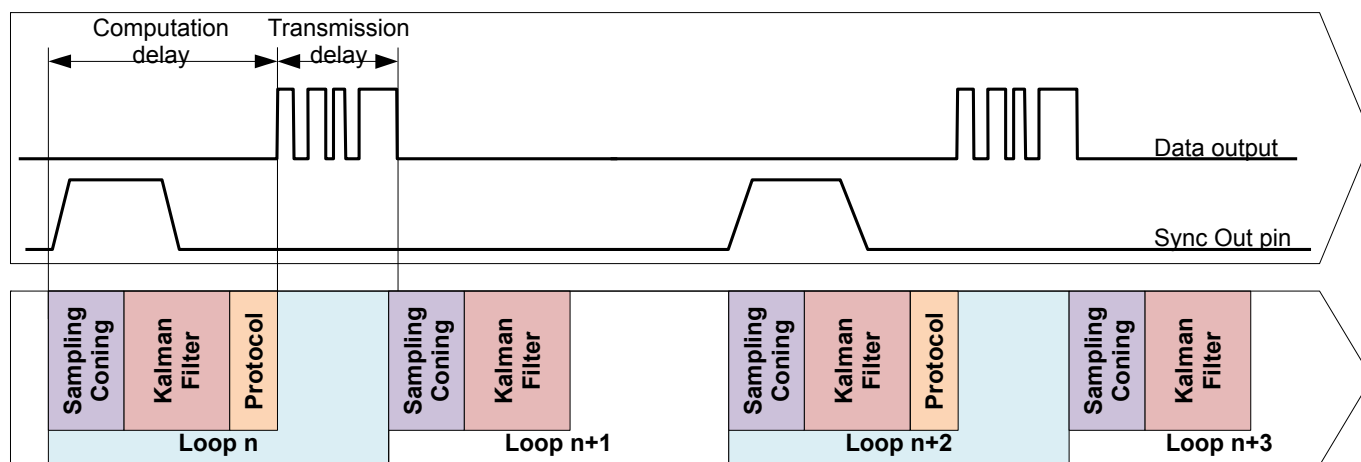 Computation
delay
Transmission
delay
Data output
Sync Out pin
Sampling
Coning
Kalman
Filter
Protocol
Sampling
Coning
Kalman
Filter
Sampling
Coning
Kalman
Filter
Protocol
Sampling
Coning
Kalman
Filter
Loop n
Loop n+1
Loop n+2
Loop n+3